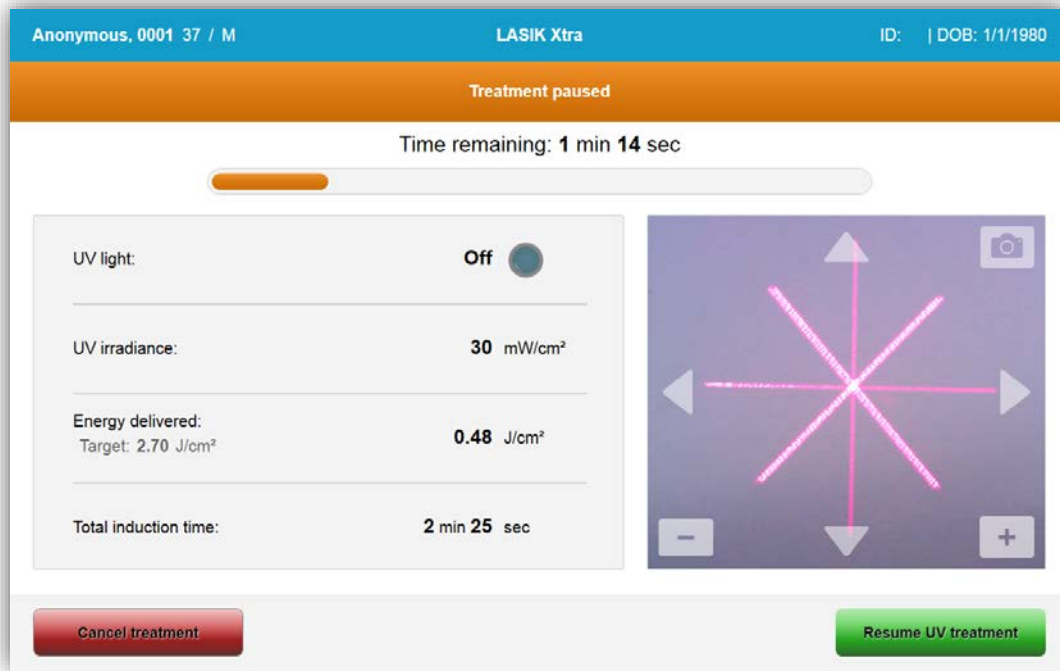 Anonymous, 0001 37 / M LASIK Xtra ID: | DOB: 1/1/1980
Treatment paused
Time remaining: 1 min 14 sec
UV light: Off
UV irradiance: 30 mW/cm²
Energy delivered:
Target: 2.70 J/cm² 0.48 J/cm²
Total induction time: 2 min 25 sec
Cancel treatment Resume UV treatment